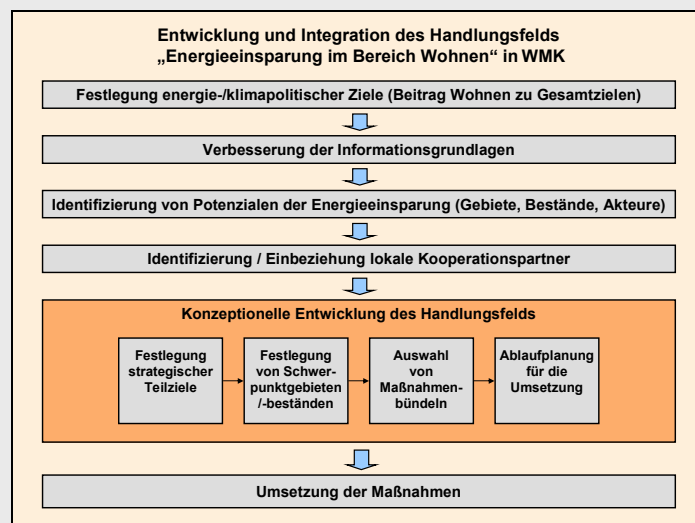 Entwicklung und Integration des Handlungsfelds
„Energieeinsparung im Bereich Wohnen“ in WMK
Festlegung energie-/klimapolitischer Ziele (Beitrag Wohnen zu Gesamtzielen)
Verbesserung der Informationsgrundlagen
Identifizierung von Potenzialen der Energieeinsparung (Gebiete, Bestände, Akteure)
Identifizierung / Einbeziehung lokale Kooperationspartner
Konzeptionelle Entwicklung des Handlungsfelds
Festlegung
strategischer
Teilziele
Festlegung
von Schwer-
punktgebieten
/-beständen
Auswahl
von
Maßnahmen-
bündeln
Ablaufplanung
für die
Umsetzung
Umsetzung der Maßnahmen